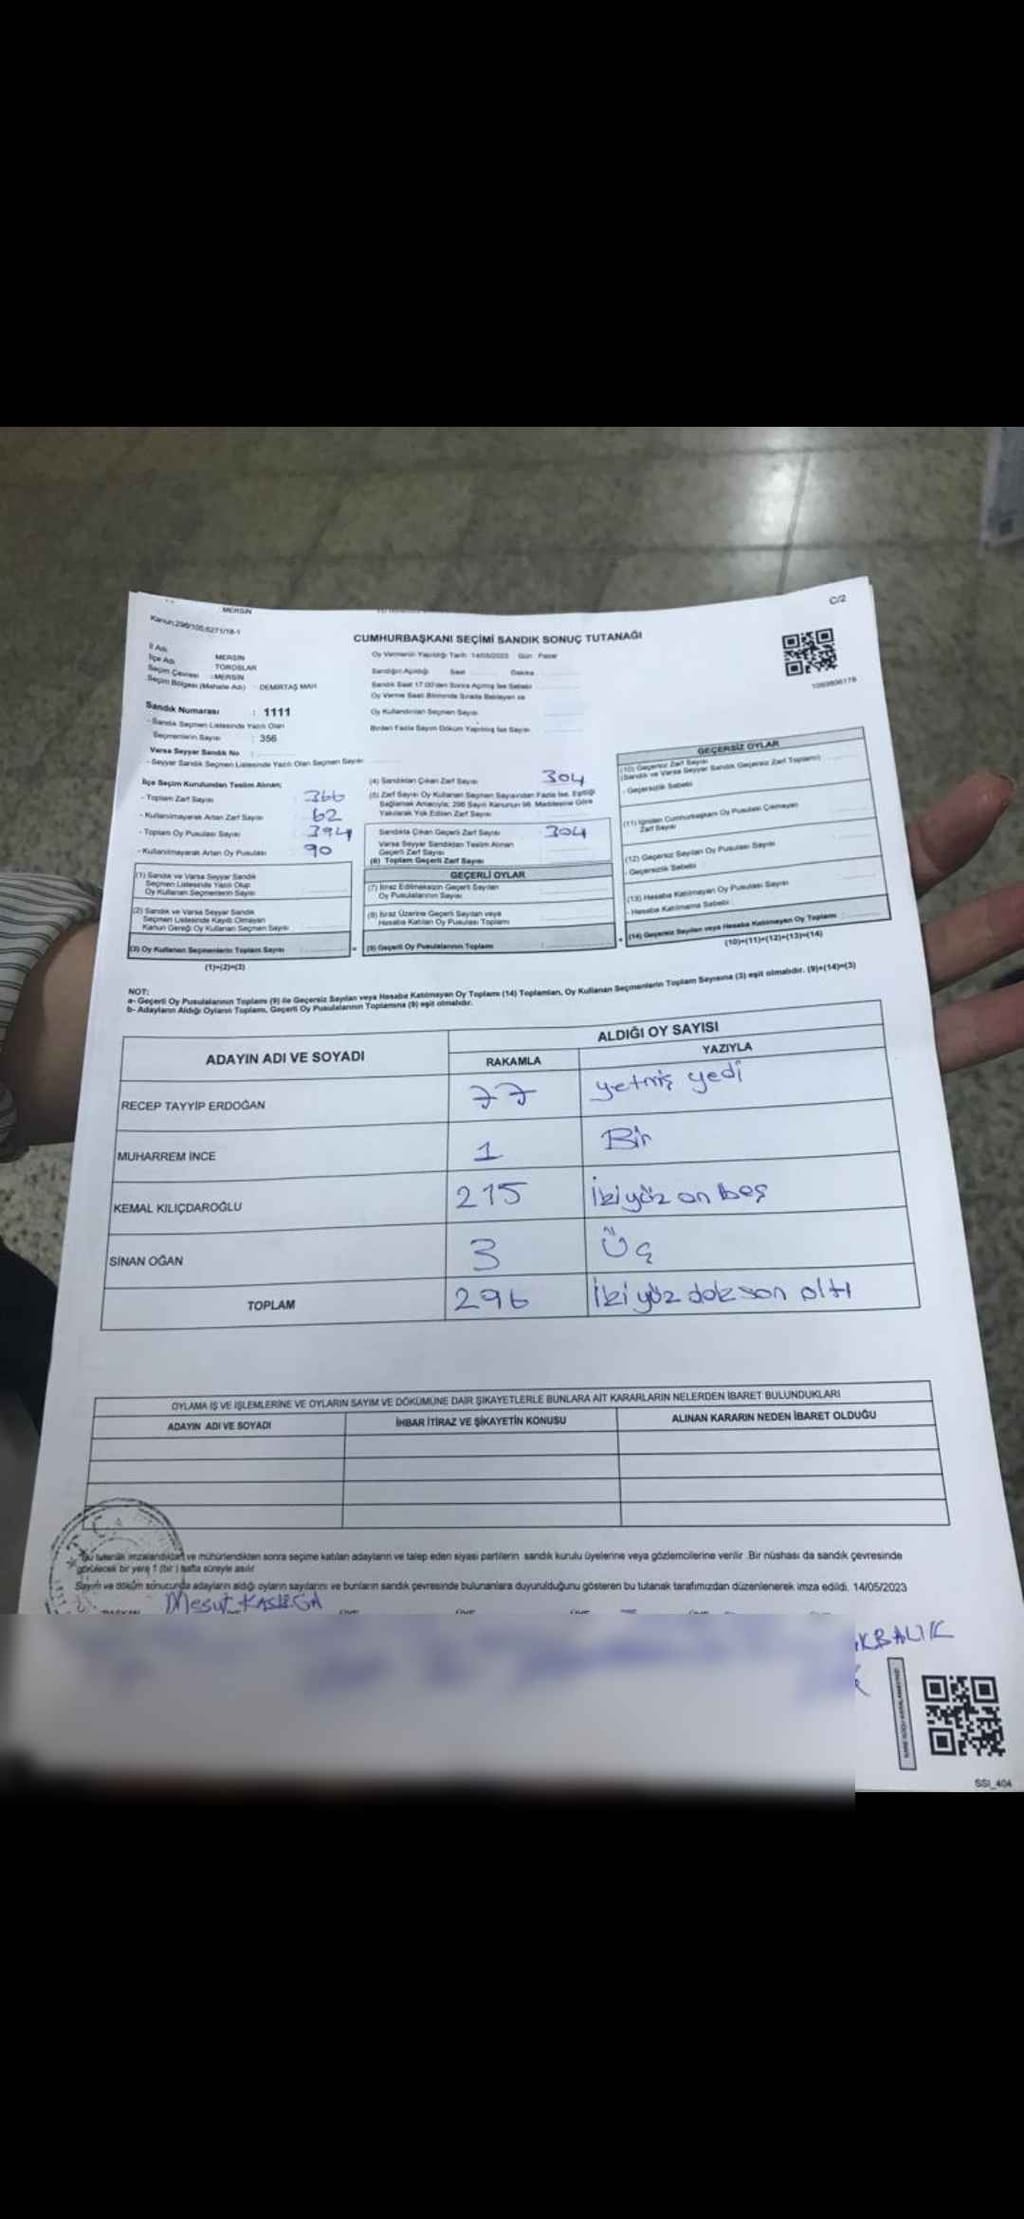 MERSİN
C/2
Kanun:298/105,6271/18-1
CUMHURBAŞKANI SEÇİMİ SANDIK SONUÇ TUTANAĞI
İl Adı MERSİN
İlçe Adı TOROSLAR
Seçim Çevresi : MERSİN
Seçim Bölgesi (Mahalle Adı) : DEMİRTAŞ MAH
Oy Vermenin Yapıldığı Tarih 14/05/2023 Gün Pazar
Sandığın Açıldığı Saat Dakika
Sandık Saat 17:00'den Sonra Açılmış İse Sebebi
Oy Verme Saati Bitiminde Sırada Bekleyen ve
Oy Kullandırılan Seçmen Sayısı
Birden Fazla Sayım Döküm Yapılmış İse Sayısı
Sandık Numarası : 1111
- Sandık Seçmen Listesinde Yazılı Olan
Seçmenlerin Sayısı : 356
Varsa Seyyar Sandık No
- Seyyar Sandık Seçmen Listesinde Yazılı Olan Seçmen Sayısı
İlçe Seçim Kurulundan Teslim Alınan;
- Toplam Zarf Sayısı 366
- Kullanılmayarak Artan Zarf Sayısı 62
- Toplam Oy Pusulası Sayısı 394
- Kullanılmayarak Artan Oy Pusulası 90
(1) Sandık ve Varsa Seyyar Sandık
Seçmen Listesinde Yazılı Olup
Oy Kullanan Seçmenlerin Sayısı
(2) Sandık ve Varsa Seyyar Sandık
Seçmen Listesinde Kayıtlı Olmayan
Kanun Gereği Oy Kullanan Seçmen Sayısı
(3) Oy Kullanan Seçmenlerin Toplam Sayısı
(1)+(2)=(3)
(4) Sandıktan Çıkan Zarf Sayısı 304
(5) Zarf Sayısı Oy Kullanan Seçmen Sayısından Fazla İse, Eşitliği
Sağlamak Amacıyla; 298 Sayılı Kanunun 98. Maddesine Göre
Yakılarak Yok Edilen Zarf Sayısı
Sandıkta Çıkan Geçerli Zarf Sayısı 304
Varsa Seyyar Sandıktan Teslim Alınan
Geçerli Zarf Sayısı
(6) Toplam Geçerli Zarf Sayısı
GEÇERLİ OYLAR
(7) İtiraz Edilmeksizin Geçerli Sayılan
Oy Pusulalarının Sayısı
(8) İtiraz Üzerine Geçerli Sayılan veya
Hesaba Katılan Oy Pusulası Toplamı
(9) Geçerli Oy Pusulalarının Toplamı
GEÇERSİZ OYLAR
(10) Geçersiz Zarf Sayısı
(Sandık ve Varsa Seyyar Sandık Geçersiz Zarf Toplamı)
- Geçersizlik Sebebi
(11) İçinden Cumhurbaşkanı Oy Pusulası Çıkmayan
Zarf Sayısı
(12) Geçersiz Sayılan Oy Pusulası Sayısı
- Geçersizlik Sebebi
(13) Hesaba Katılmayan Oy Pusulası Sayısı
- Hesaba Katılmama Sebebi
(14) Geçersiz Sayılan veya Hesaba Katılmayan Oy Toplamı
(10)+(11)+(12)+(13)=(14)
NOT:
a- Geçerli Oy Pusulalarının Toplamı (9) ile Geçersiz Sayılan veya Hesaba Katılmayan Oy Toplamı (14) Toplamları, Oy Kullanan Seçmenlerin Toplam Sayısına (3) eşit olmalıdır. (9)+(14)=(3)
b- Adayların Aldığı Oyların Toplamı, Geçerli Oy Pusulalarının Toplamına (9) eşit olmalıdır.
ADAYIN ADI VE SOYADI
ALDIĞI OY SAYISI
RAKAMLA YAZIYLA
RECEP TAYYİP ERDOĞAN 77 yetmiş yedi
MUHARREM İNCE 1 Bir
KEMAL KILIÇDAROĞLU 215 İkiyüz on beş
SİNAN OĞAN 3 Üç
TOPLAM 296 İkiyüz doksan altı
OYLAMA İŞ VE İŞLEMLERİNE VE OYLARIN SAYIM VE DÖKÜMÜNE DAİR ŞİKAYETLERLE BUNLARA AİT KARARLARIN NELERDEN İBARET BULUNDUKLARI
ADAYIN ADI VE SOYADI İHBAR İTİRAZ VE ŞİKAYETİN KONUSU ALINAN KARARIN NEDEN İBARET OLDUĞU
Bu tutanak imzalandıktan ve mühürlendikten sonra seçime katılan adayların ve talep eden siyasi partilerin sandık kurulu üyelerine veya gözlemcilerine verilir. Bir nüshası da sandık çevresinde
görülecek bir yere 1 (bir ) hafta süreyle asılır
Sayım ve döküm sonucunda adayların aldığı oyların sayılarını ve bunların sandık çevresinde bulunanlara duyurulduğunu gösteren bu tutanak tarafımızdan düzenlenerek imza edildi. 14/05/2023
Mesut
KBALIK
SSI_404